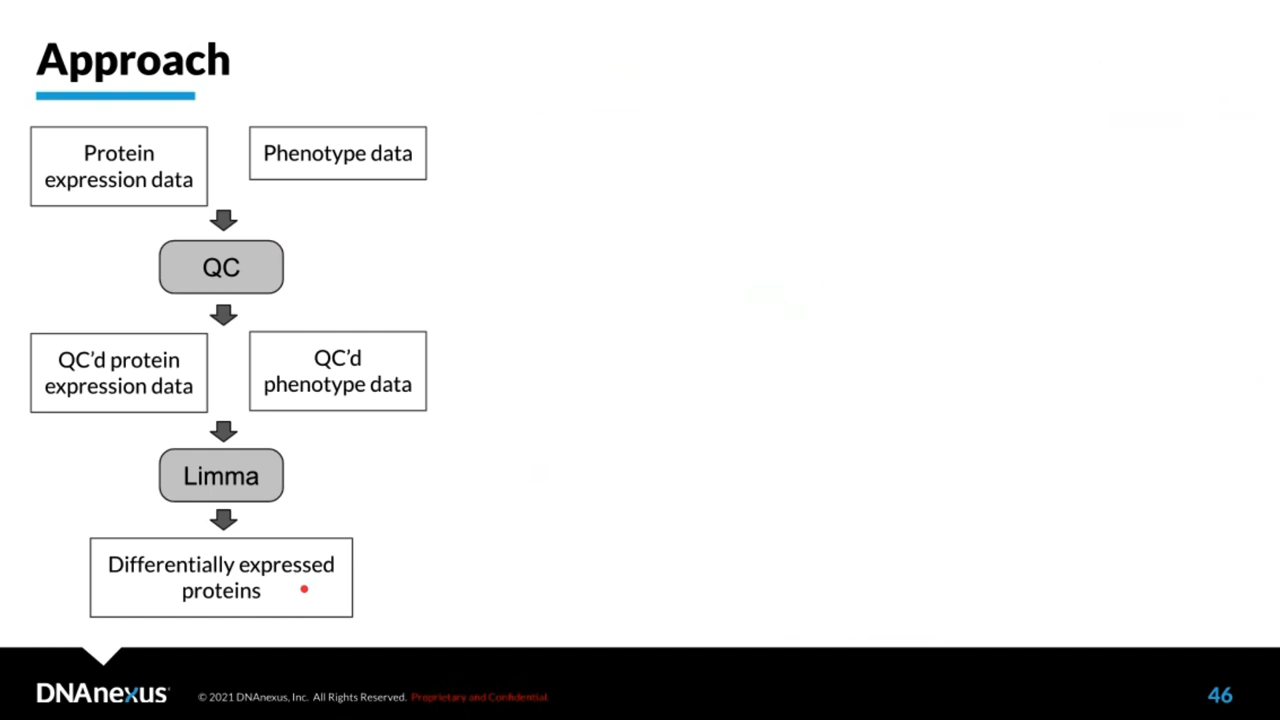 Approach
Protein
expression data
Phenotype data
QC
QC’d protein
expression data
QC’d
phenotype data
Limma
Differentially expressed
proteins
DNAnexus
© 2021 DNAnexus, Inc. All Rights Reserved. Proprietary and Confidential.
46